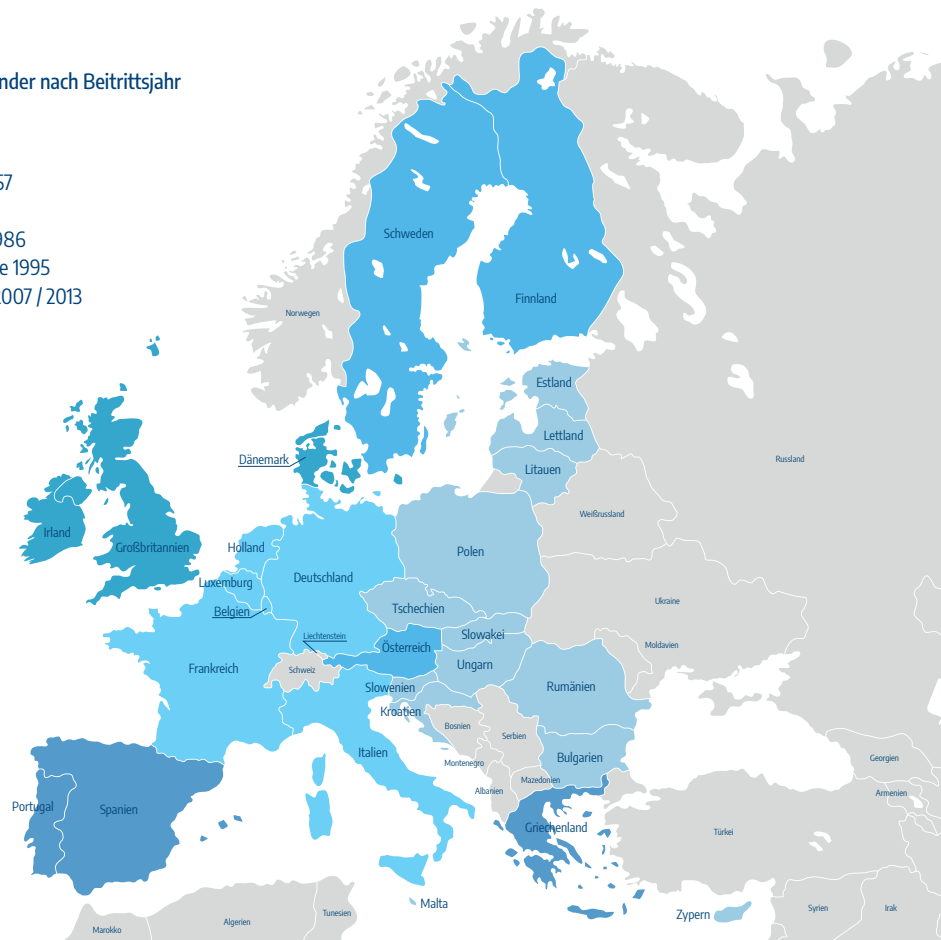 nder nach Beitrittsjahr
57
986
e 1995
2007 / 2013
Schweden
Finnland
Norwegen
Estland
Lettland
Dänemark
Litauen
Russland
Weißrussland
Irland
Großbritannien
Holland
Polen
Luxemburg
Deutschland
Ukraine
Belgien
Tschechien
Liechtenstein
Slowakei
Österreich
Moldavien
Frankreich
Schweiz
Ungarn
Slowenien
Rumänien
Kroatien
Bosnien
Serbien
Italien
Montenegro
Bulgarien
Georgien
Mazedonien
Albanien
Armenien
Portugal
Spanien
Griechenland
Türkei
Malta
Tunesien
Zypern
Syrien
Irak
Algerien
Marokko